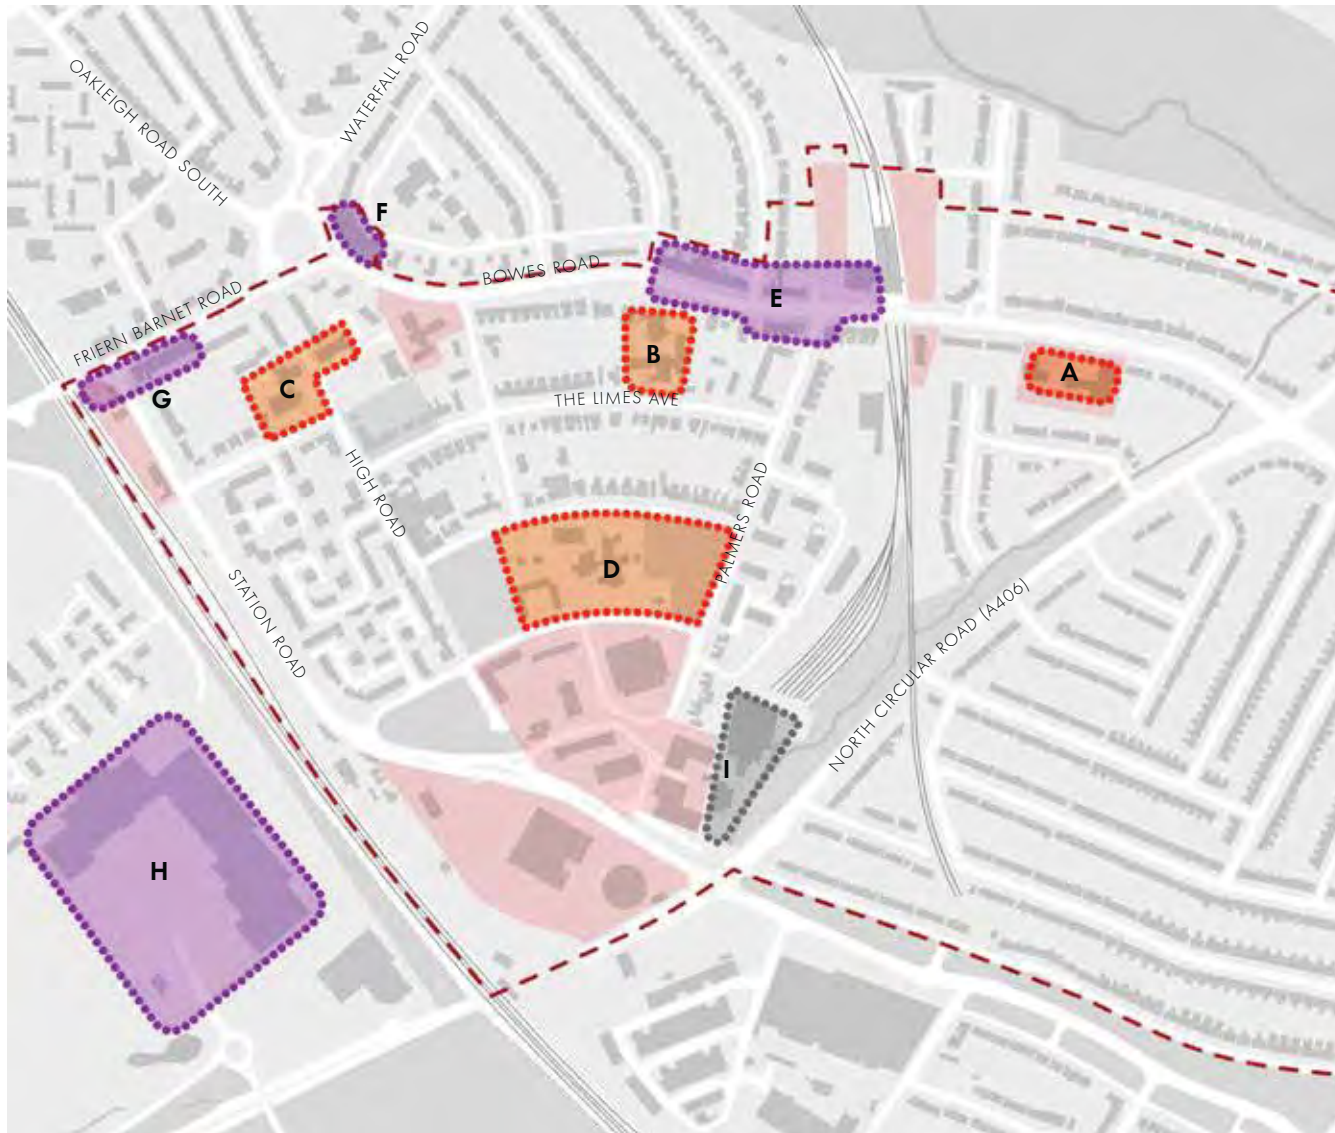 WATERFALL ROAD
OAKLEIGH ROAD SOUTH
F
BOWES ROAD
E
FRIERN BARNET ROAD
B
A
C
G
THE LIMES AVE
HIGH ROAD
PALMERS ROAD
D
STATION ROAD
NORTH CIRCULAR ROAD (A406)
I
H